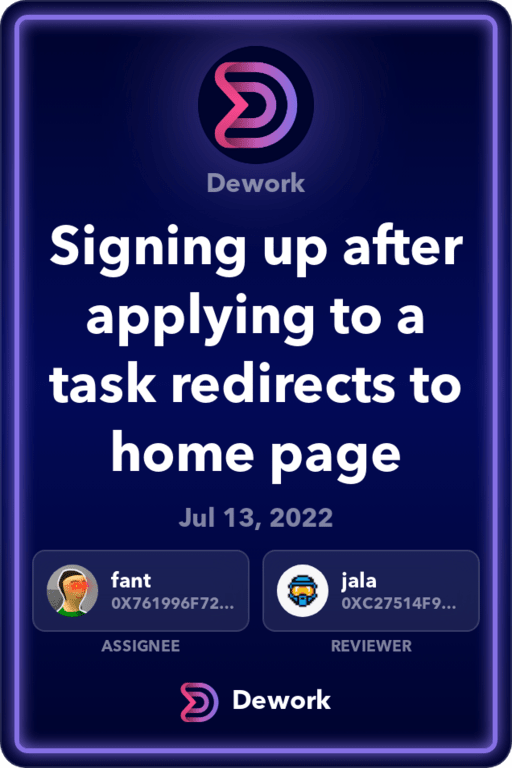 Dework
Signing up after
applying to a
task redirects to
home page
Jul 13, 2022
fant
0X761996F72...
ASSIGNEE
jala
0XC27514F9...
REVIEWER
Dework